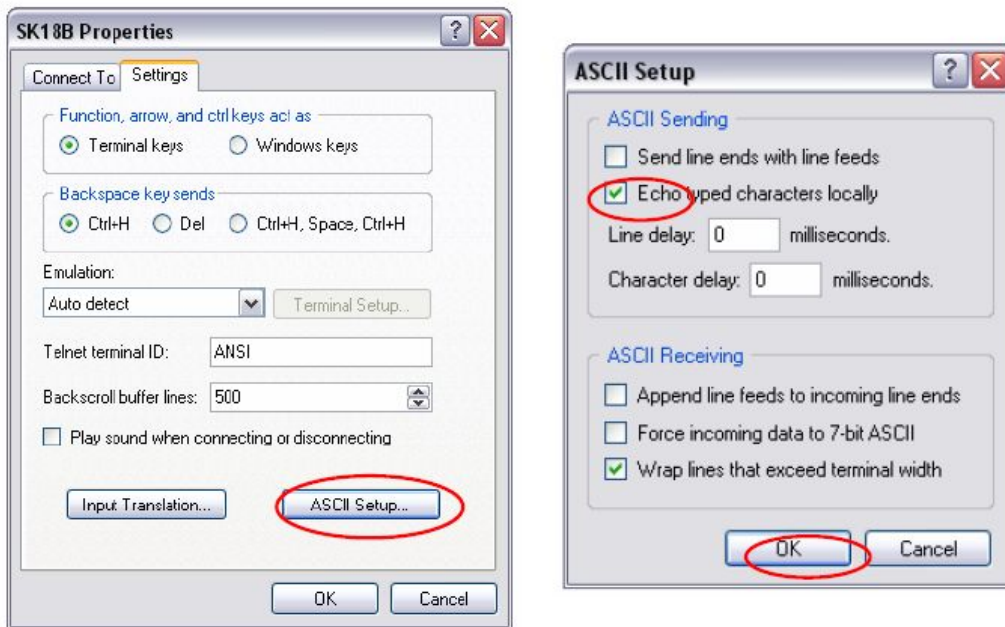 SK18B Properties
Connect To Settings
Function, arrow, and ctrl keys act as
Terminal keys Windows keys
Backspace key sends
Ctrl+H Del Ctrl+H, Space, Ctrl+H
Emulation:
Auto detect Terminal Setup...
Telnet terminal ID: ANSI
Backscroll buffer lines: 500
Play sound when connecting or disconnecting
Input Translation... ASCII Setup...
OK Cancel
ASCII Setup
ASCII Sending
Send line ends with line feeds
Echo typed characters locally
Line delay: 0 milliseconds.
Character delay: 0 milliseconds.
ASCII Receiving
Append line feeds to incoming line ends
Force incoming data to 7-bit ASCII
Wrap lines that exceed terminal width
OK Cancel